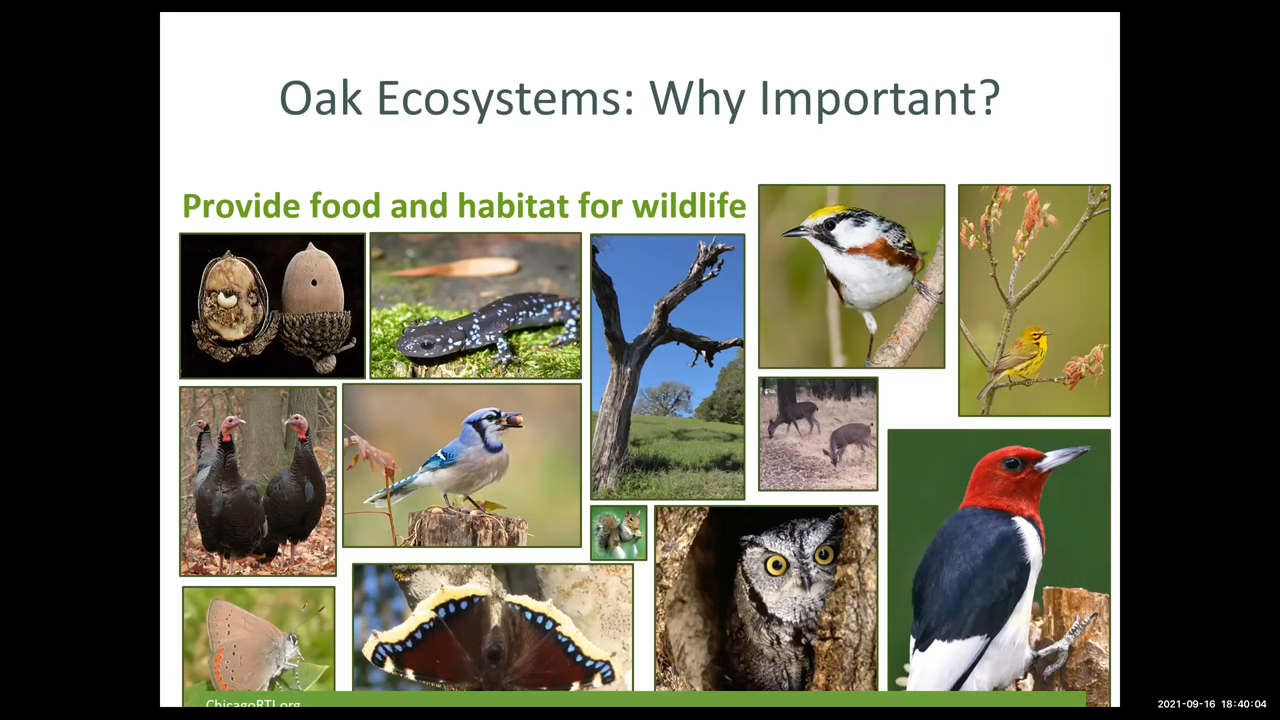 Oak Ecosystems: Why Important?
Provide food and habitat for wildlife
ChicagoRTI.org
2021-09-16 18:40:04